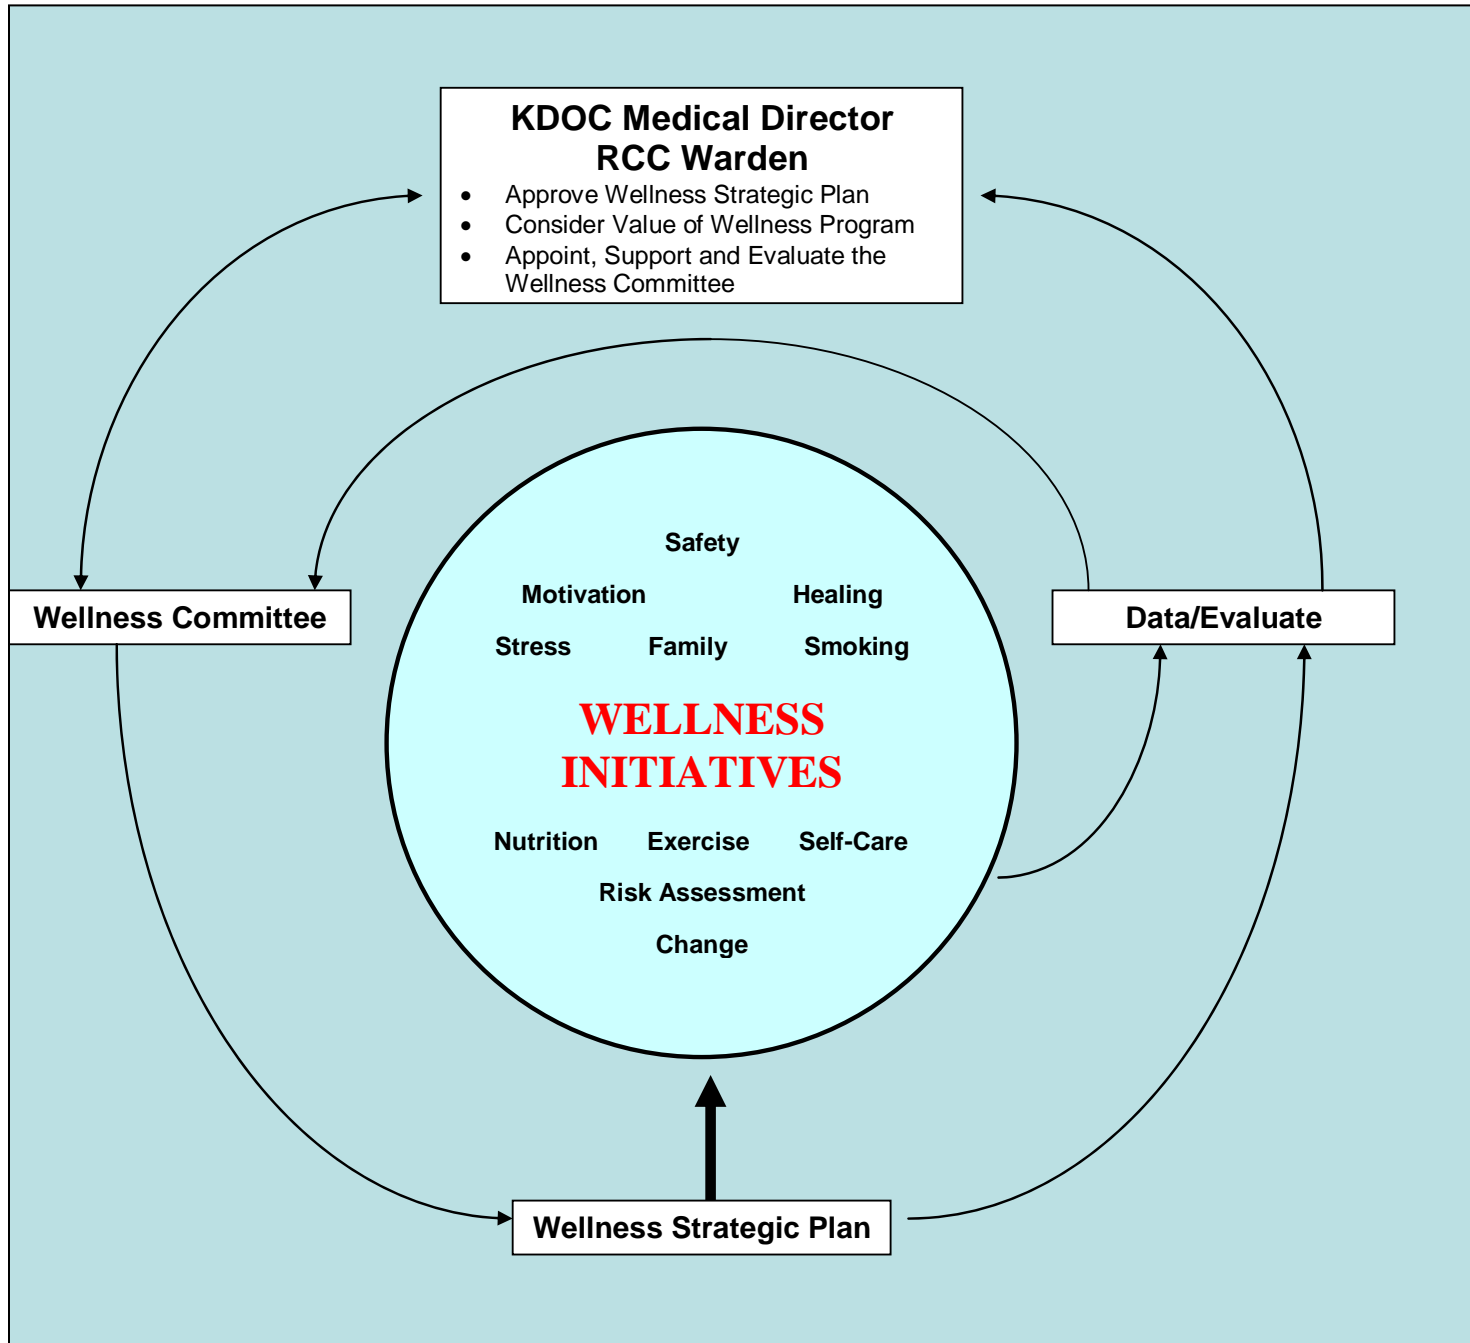 KDOC Medical Director
RCC Warden
• Approve Wellness Strategic Plan
• Consider Value of Wellness Program
• Appoint, Support and Evaluate the
Wellness Committee
Safety
Motivation Healing
Wellness Committee
Data/Evaluate
Stress Family Smoking
WELLNESS
INITIATIVES
Nutrition Exercise Self-Care
Risk Assessment
Change
Wellness Strategic Plan